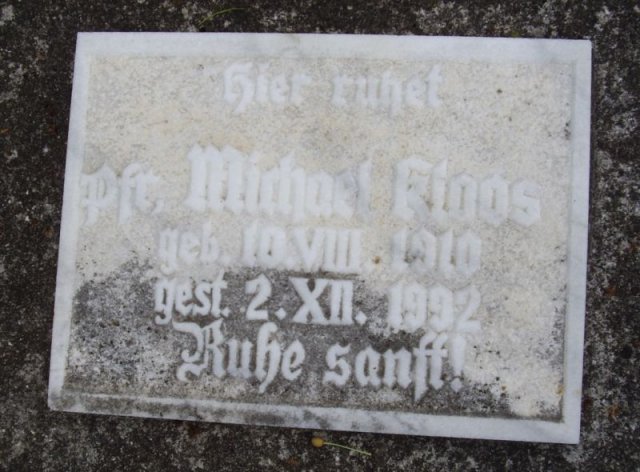 Hier ruhet
Pfr. Michael Kloos
geb. 10.VIII. 1910
gest. 2.XII. 1992
Ruhe sanft!